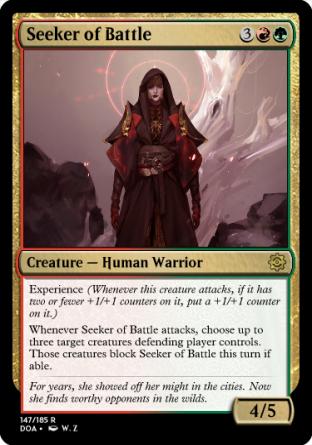 Seeker of Battle 3
Creature — Human Warrior
Experience (Whenever this creature attacks, if it has
two or fewer +1/+1 counters on it, put a +1/+1 counter
on it.)
Whenever Seeker of Battle attacks, choose up to
three target creatures defending player controls.
Those creatures block Seeker of Battle this turn if
able.
For years, she showed off her might in the cities. Now
she finds worthy opponents in the wilds.
4/5
147/185 R
DOA • W. Z